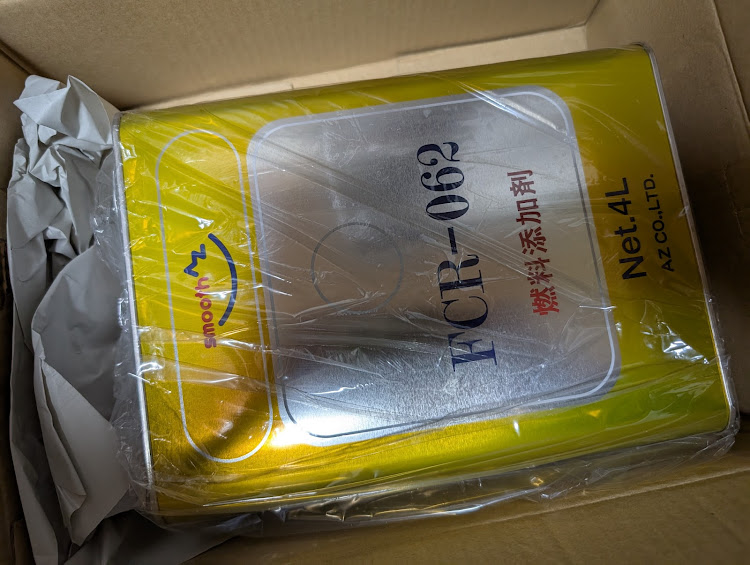 smooth AZ
FCR-062
燃料添加剤
Net.4L
AZ CO.,LTD.